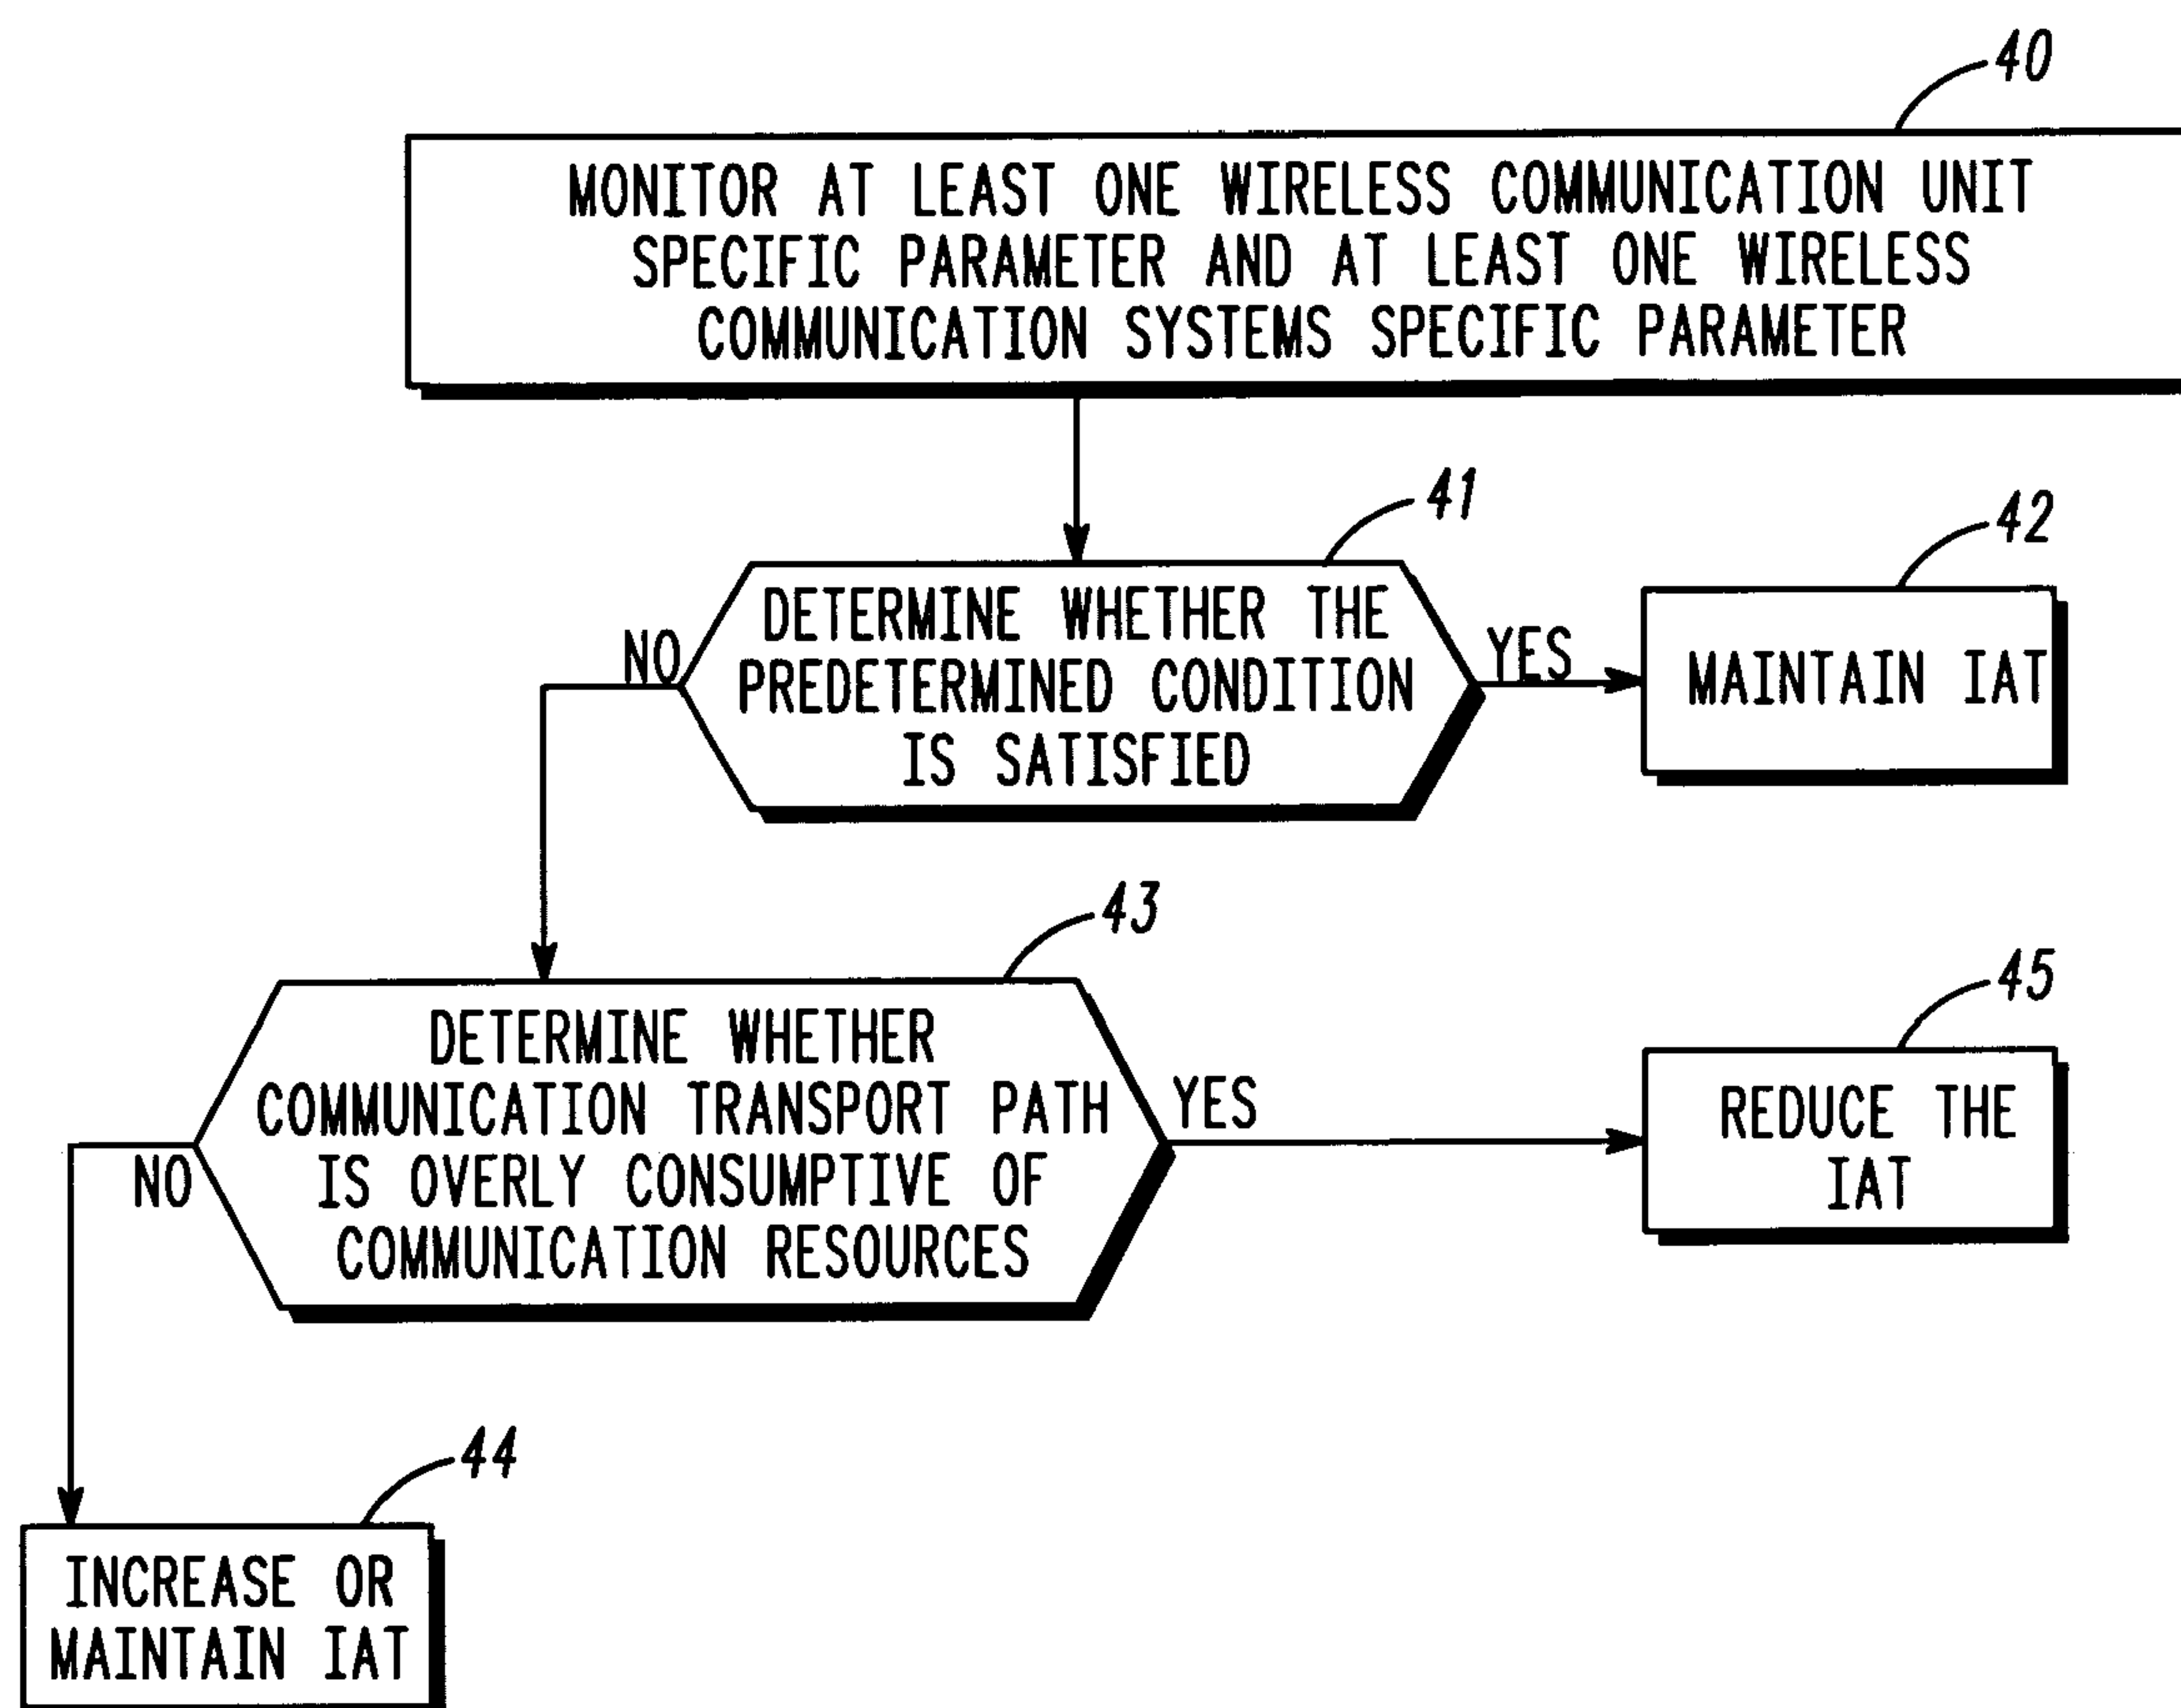 40
MONITOR AT LEAST ONE WIRELESS COMMUNICATION UNIT
SPECIFIC PARAMETER AND AT LEAST ONE WIRELESS
COMMUNICATION SYSTEMS SPECIFIC PARAMETER
41
DETERMINE WHETHER THE
PREDETERMINED CONDITION
IS SATISFIED
NO
YES
42
MAINTAIN IAT
43
DETERMINE WHETHER
COMMUNICATION TRANSPORT PATH
IS OVERLY CONSUMPTIVE OF
COMMUNICATION RESOURCES
NO
YES
45
REDUCE THE
IAT
44
INCREASE OR
MAINTAIN IAT